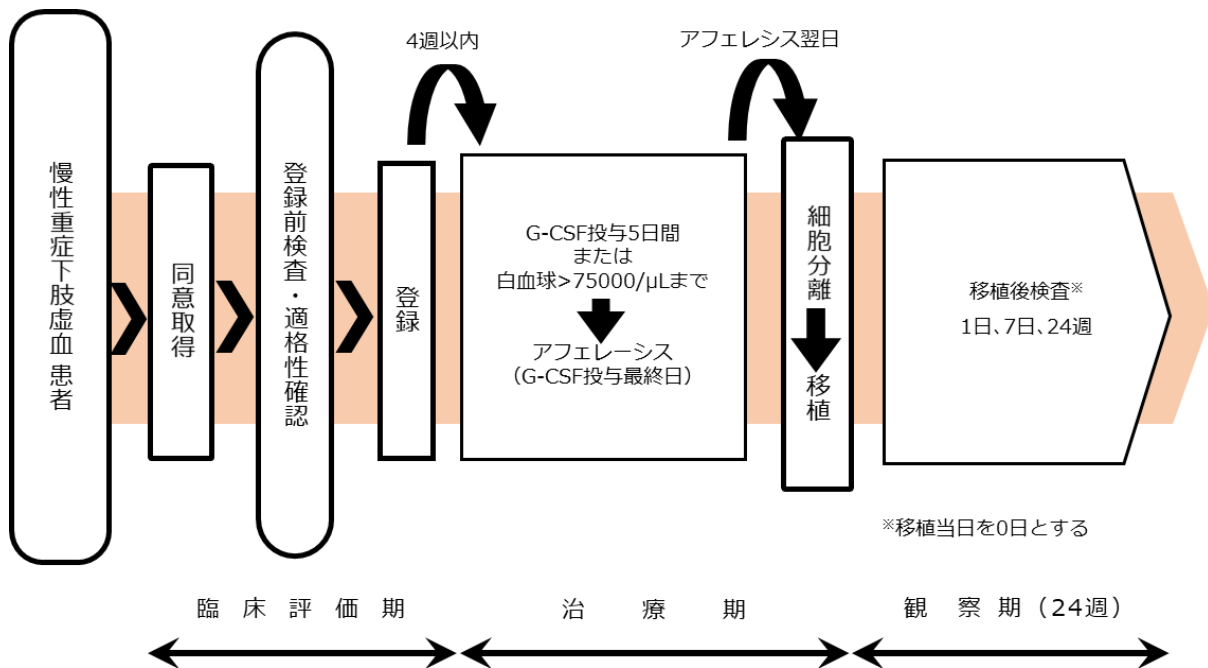 慢性重症下肢虚血患者
同意取得
登録前検査・適格性確認
登録
4週以内
G-CSF投与5日間
または
白血球>75000/μLまで
アフェレーシス
（G-CSF投与最終日）
アフェレシス翌日
細胞分離
移植
移植後検査※
1日、7日、24週
※移植当日を0日とする
臨床評価期
治療期
観察期（24週）